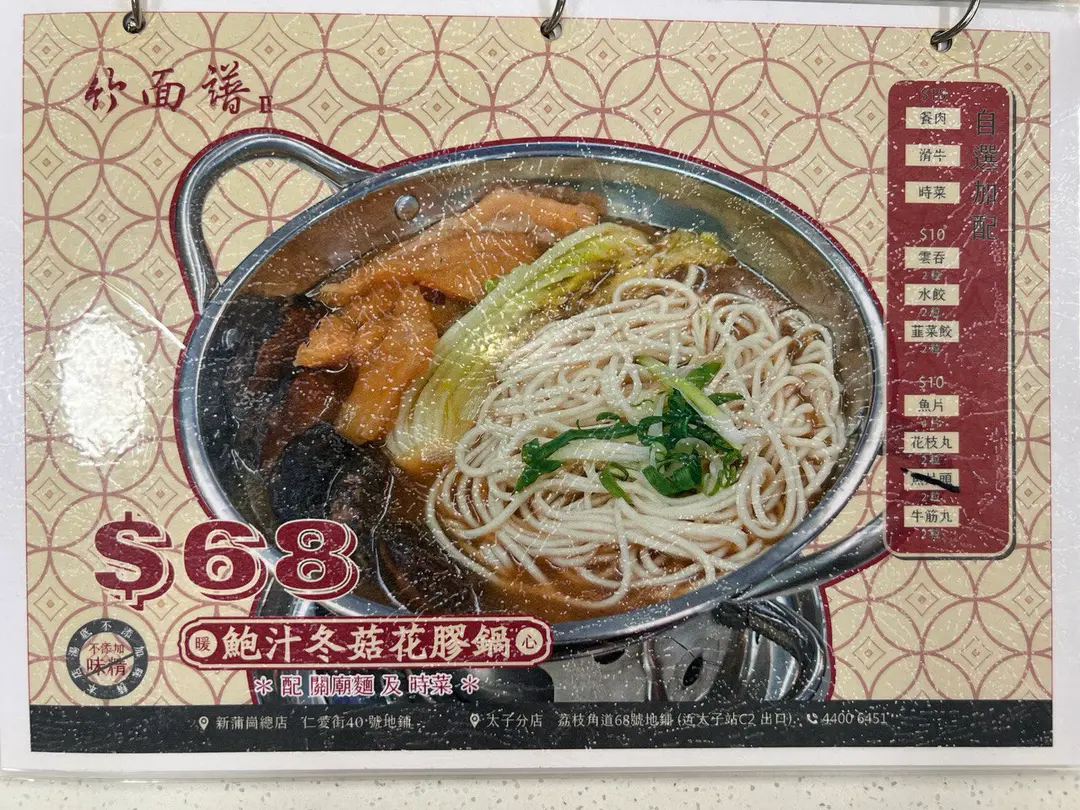 竹面譜II
自選加配
餐肉
滑牛
時菜
$10
雲吞
水餃
韮菜餃
$10
魚片
花枝丸
牛筋丸
$68
不添加
味精
暖 鮑汁冬菇花膠鍋 心
＊配 關廟麵 及 時菜＊
新蒲崗總店 仁愛街40號地鋪
太子分店 荔枝角道68號地鋪 (近太子站C2 出口)
4400 6451